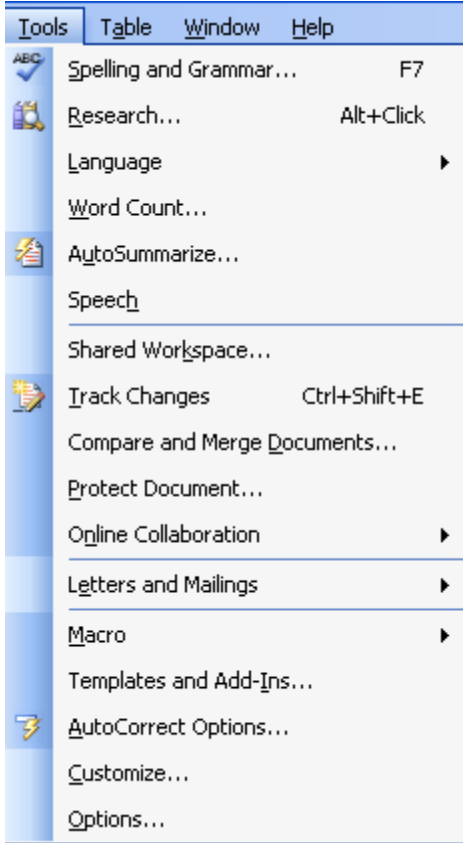 Tools Table Window Help
ABC
Spelling and Grammar... F7
Research... Alt+Click
Language
Word Count...
AutoSummarize...
Speech
Shared Workspace...
Track Changes Ctrl+Shift+E
Compare and Merge Documents...
Protect Document...
Online Collaboration
Letters and Mailings
Macro
Templates and Add-Ins...
AutoCorrect Options...
Customize...
Options...